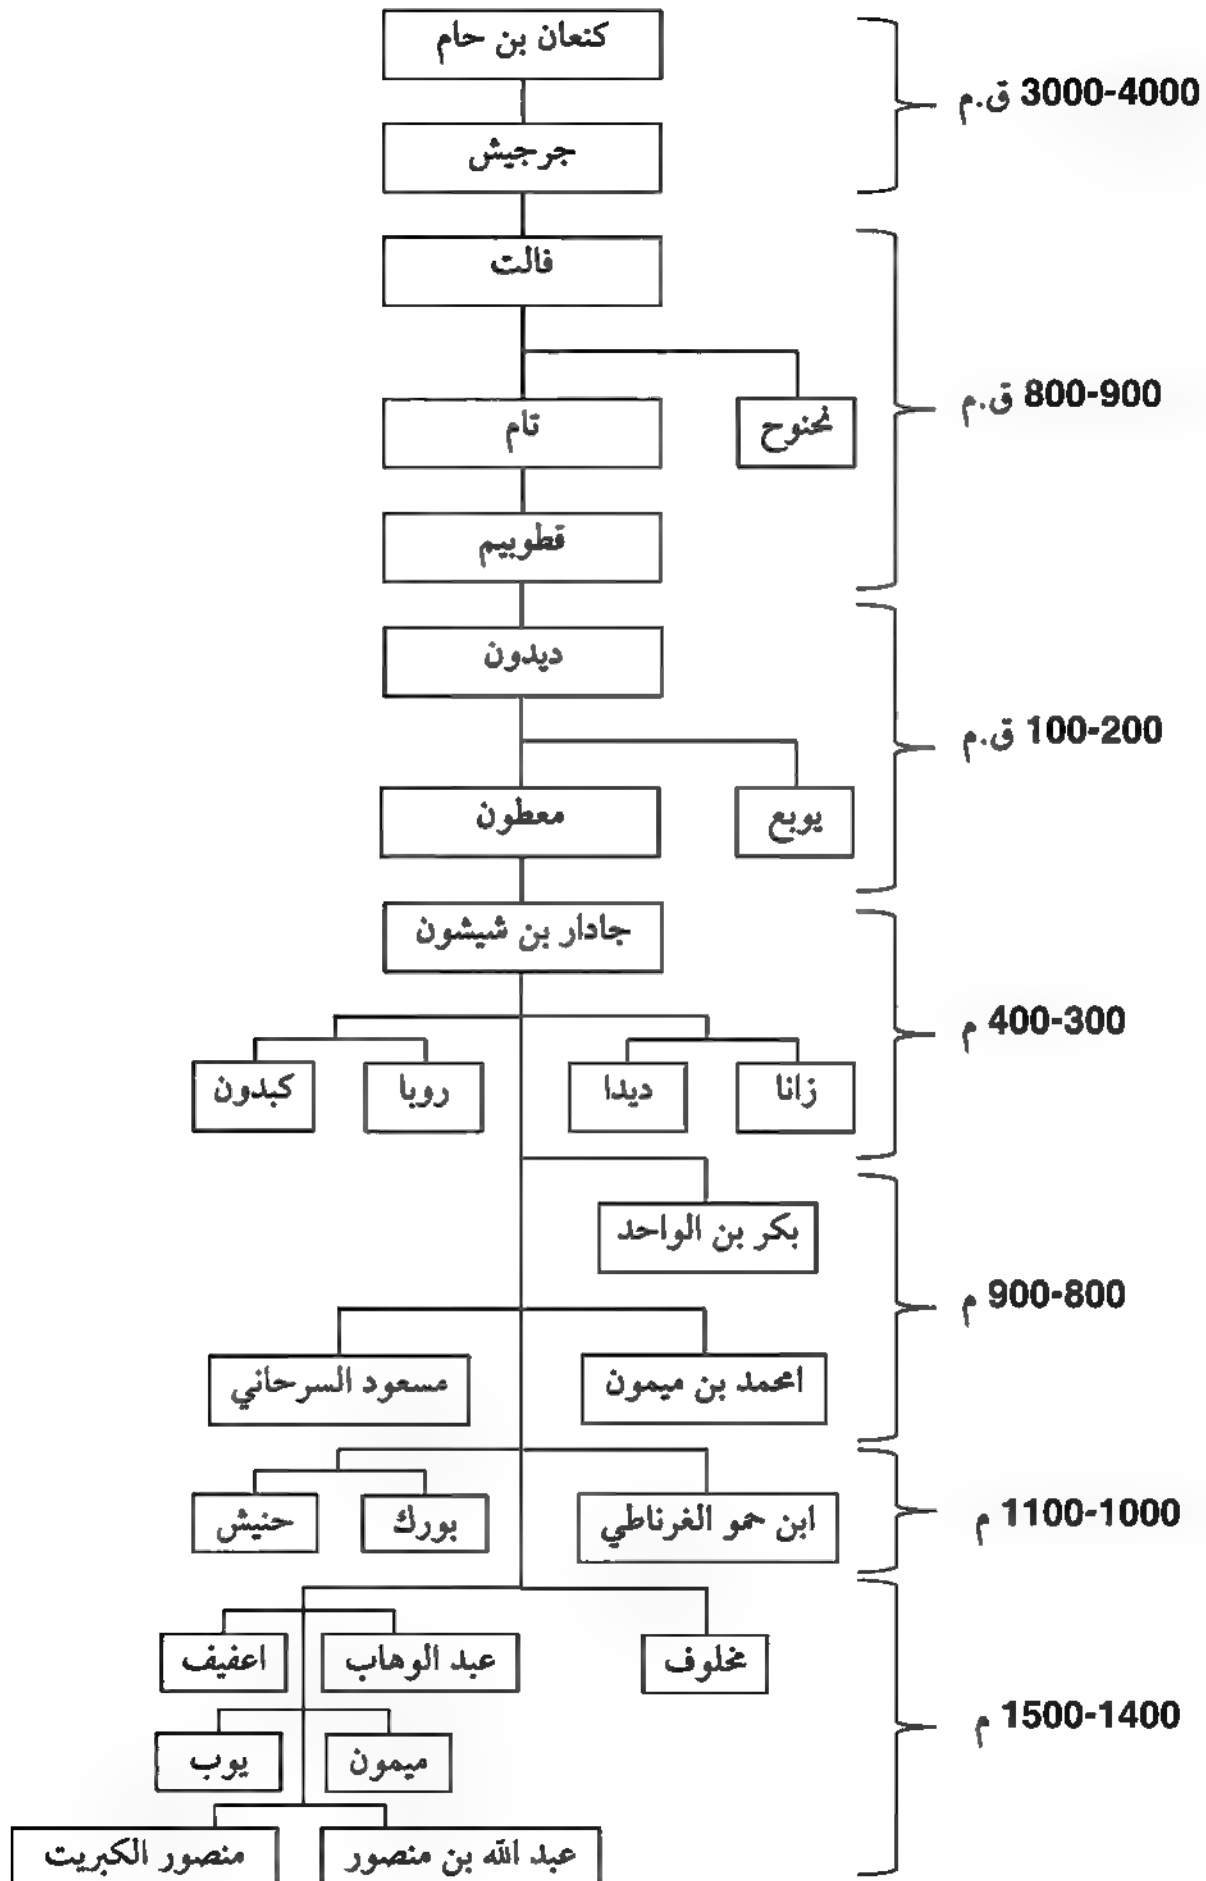 كنعان بن حام
3000-4000 ق.م
جرجيش
فالت
800-900 ق.م
تام
نحنوح
قطوبيم
ديدون
100-200 ق.م
معطون
يوبع
جادار بن شيشون
400-300 م
كبدون
روبا
ديدا
زانا
بكر بن الواحد
900-800 م
مسعود السرحاني
امحمد بن ميمون
حنيش
بورك
ابن حمو الغرناطي
1100-1000 م
اعفيف
عبد الوهاب
مخلوف
1500-1400 م
يوب
ميمون
منصور الكبريت
عبد الله بن منصور